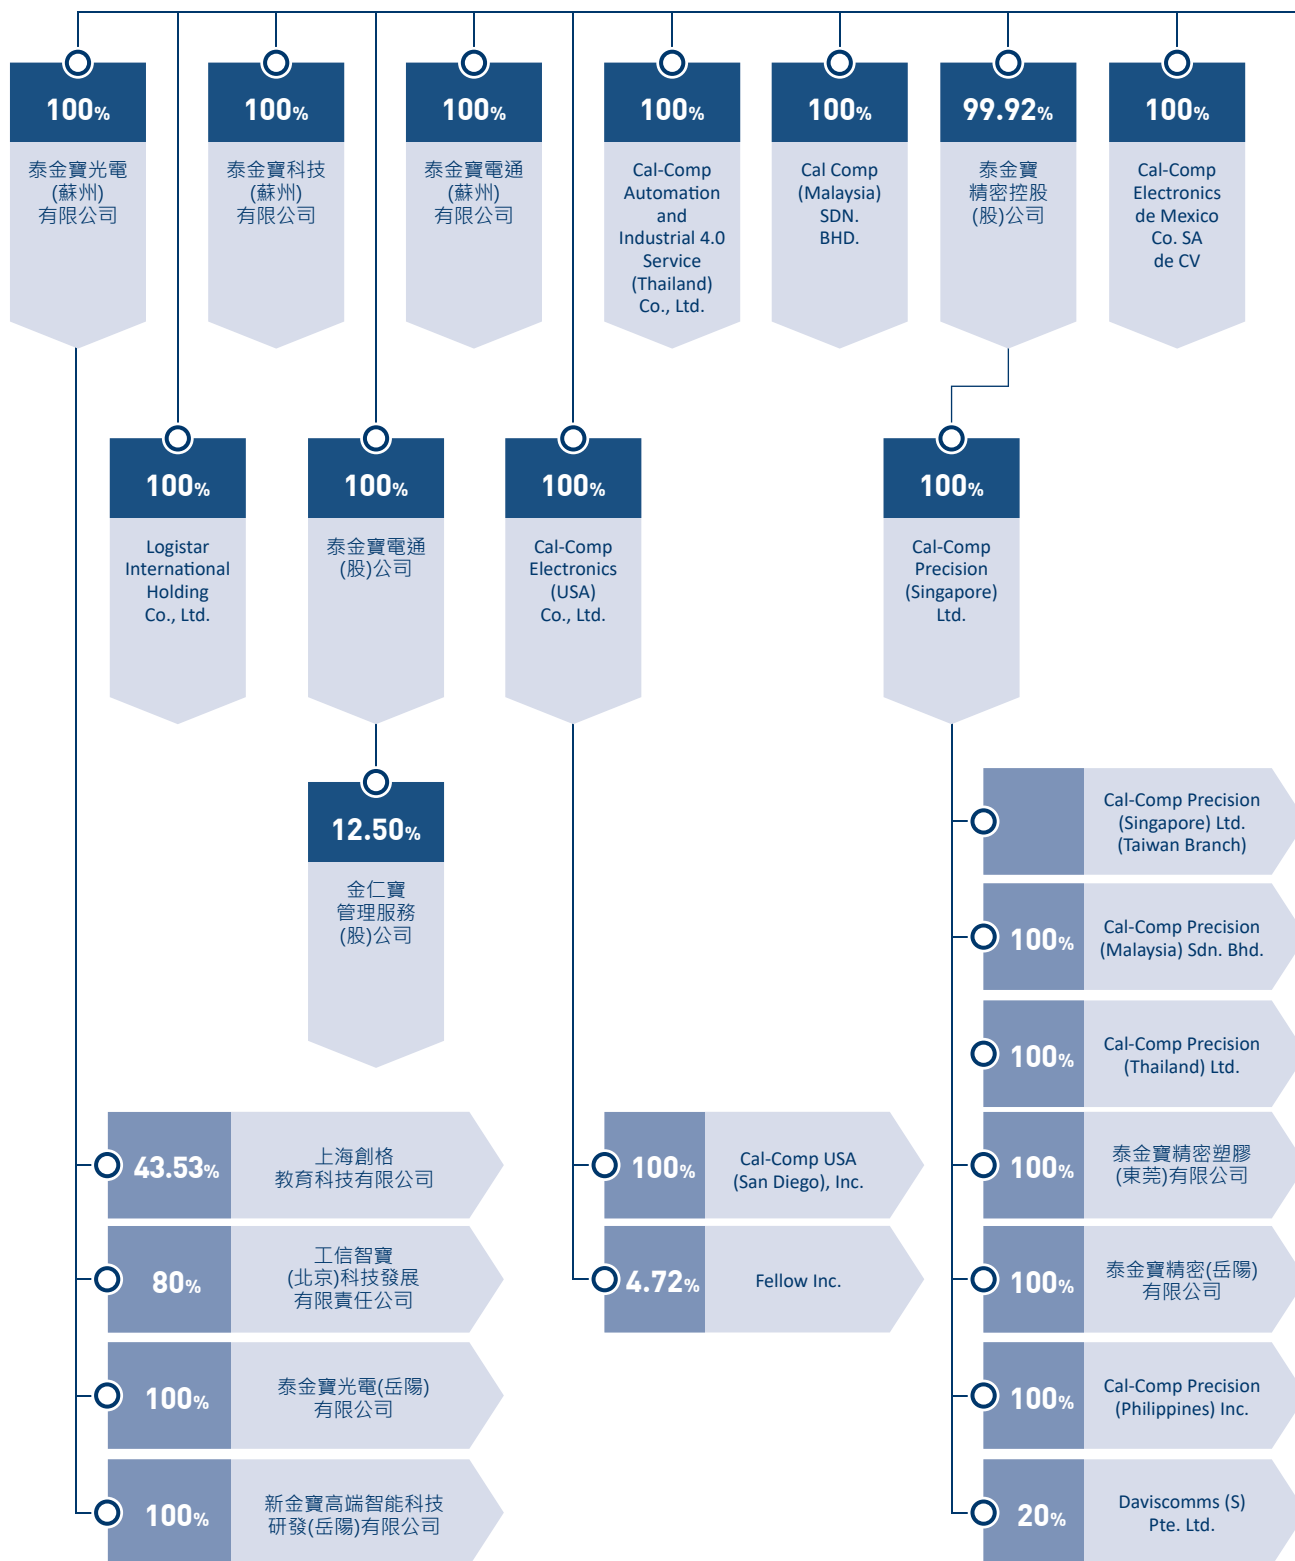 100%
泰金寶光電
(蘇州)
有限公司
100%
泰金寶科技
(蘇州)
有限公司
100%
泰金寶電通
(蘇州)
有限公司
100%
Cal-Comp
Automation
and
Industrial 4.0
Service
(Thailand)
Co., Ltd.
100%
Cal Comp
(Malaysia)
SDN.
BHD.
99.92%
泰金寶
精密控股
(股)公司
100%
Cal-Comp
Electronics
de Mexico
Co. SA
de CV
100%
Logistar
International
Holding
Co., Ltd.
100%
泰金寶電通
(股)公司
100%
Cal-Comp
Electronics
(USA)
Co., Ltd.
100%
Cal-Comp
Precision
(Singapore)
Ltd.
12.50%
金仁寶
管理服務
(股)公司
43.53%
上海創格
教育科技有限公司
80%
工信智寶
(北京)科技發展
有限責任公司
100%
泰金寶光電(岳陽)
有限公司
100%
新金寶高端智能科技
研發(岳陽)有限公司
100%
Cal-Comp USA
(San Diego), Inc.
4.72%
Fellow Inc.
Cal-Comp Precision
(Singapore) Ltd.
(Taiwan Branch)
100%
Cal-Comp Precision
(Malaysia) Sdn. Bhd.
100%
Cal-Comp Precision
(Thailand) Ltd.
100%
泰金寶精密塑膠
(東莞)有限公司
100%
泰金寶精密(岳陽)
有限公司
100%
Cal-Comp Precision
(Philippines) Inc.
20%
Daviscomms (S)
Pte. Ltd.